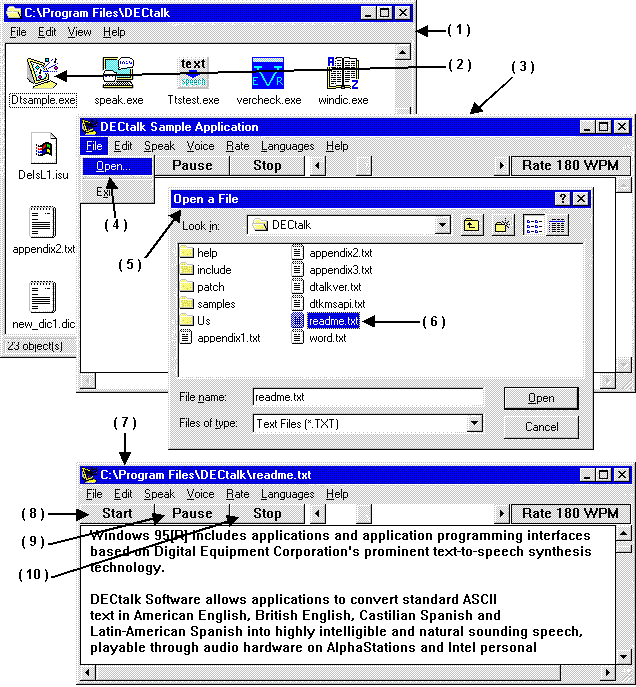 C:\Program Files\DECtalk
File Edit View Help
( 1 )
( 2 )
( 3 )
text
speech
Dtsample.exe speak.exe Ttstest.exe vercheck.exe windic.exe
DECtalk Sample Application
File Edit Speak Voice Rate Languages Help
Open...
Pause Stop Rate 180 WPM
Exit
DeIsL1.isu
( 4 )
Open a File
Look in: DECtalk
( 5 )
appendix2.txt
help appendix2.txt
include appendix3.txt
patch dtalkver.txt
samples dtkmsapi.txt
Us readme.txt
( 6 )
appendix1.txt word.txt
new_dic1.dic
23 object(s)
File name: readme.txt Open
Files of type: Text Files (*.TXT) Cancel
( 7 )
C:\Program Files\DECtalk\readme.txt
File Edit Speak Voice Rate Languages Help
( 8 )
Start Pause Stop Rate 180 WPM
( 9 )
( 10 )
Windows 95[R] includes applications and application programming interfaces
based on Digital Equipment Corporation's prominent text-to-speech synthesis
technology.
DECtalk Software allows applications to convert standard ASCII
text in American English, British English, Castilian Spanish and
Latin-American Spanish into highly intelligible and natural sounding speech,
playable through audio hardware on AlphaStations and Intel personal